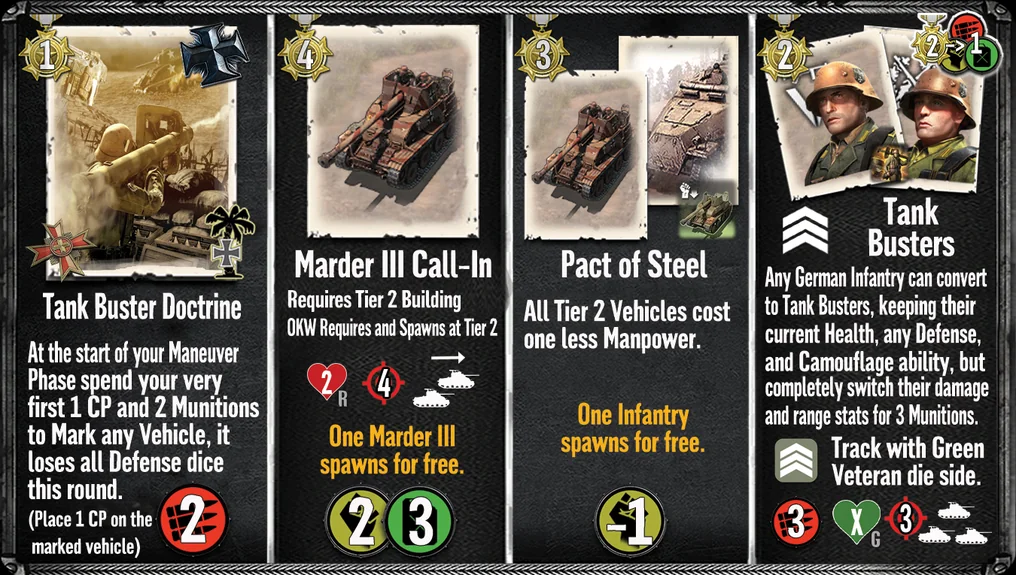 1
Tank Buster Doctrine
At the start of your Maneuver
Phase spend your very
first 1 CP and 2 Munitions
to Mark any Vehicle, it
loses all Defense dice
this round.
(Place 1 CP on the
marked vehicle)
2
4
Marder III Call-In
Requires Tier 2 Building
OKW Requires and Spawns at Tier 2
2 R 4
One Marder III
spawns for free.
2 3
3
Pact of Steel
All Tier 2 Vehicles cost
one less Manpower.
One Infantry
spawns for free.
-1
2
2->1
Tank
Busters
Any German Infantry can convert
to Tank Busters, keeping their
current Health, any Defense,
and Camouflage ability, but
completely switch their damage
and range stats for 3 Munitions.
Track with Green
Veteran die side.
3 X G 3